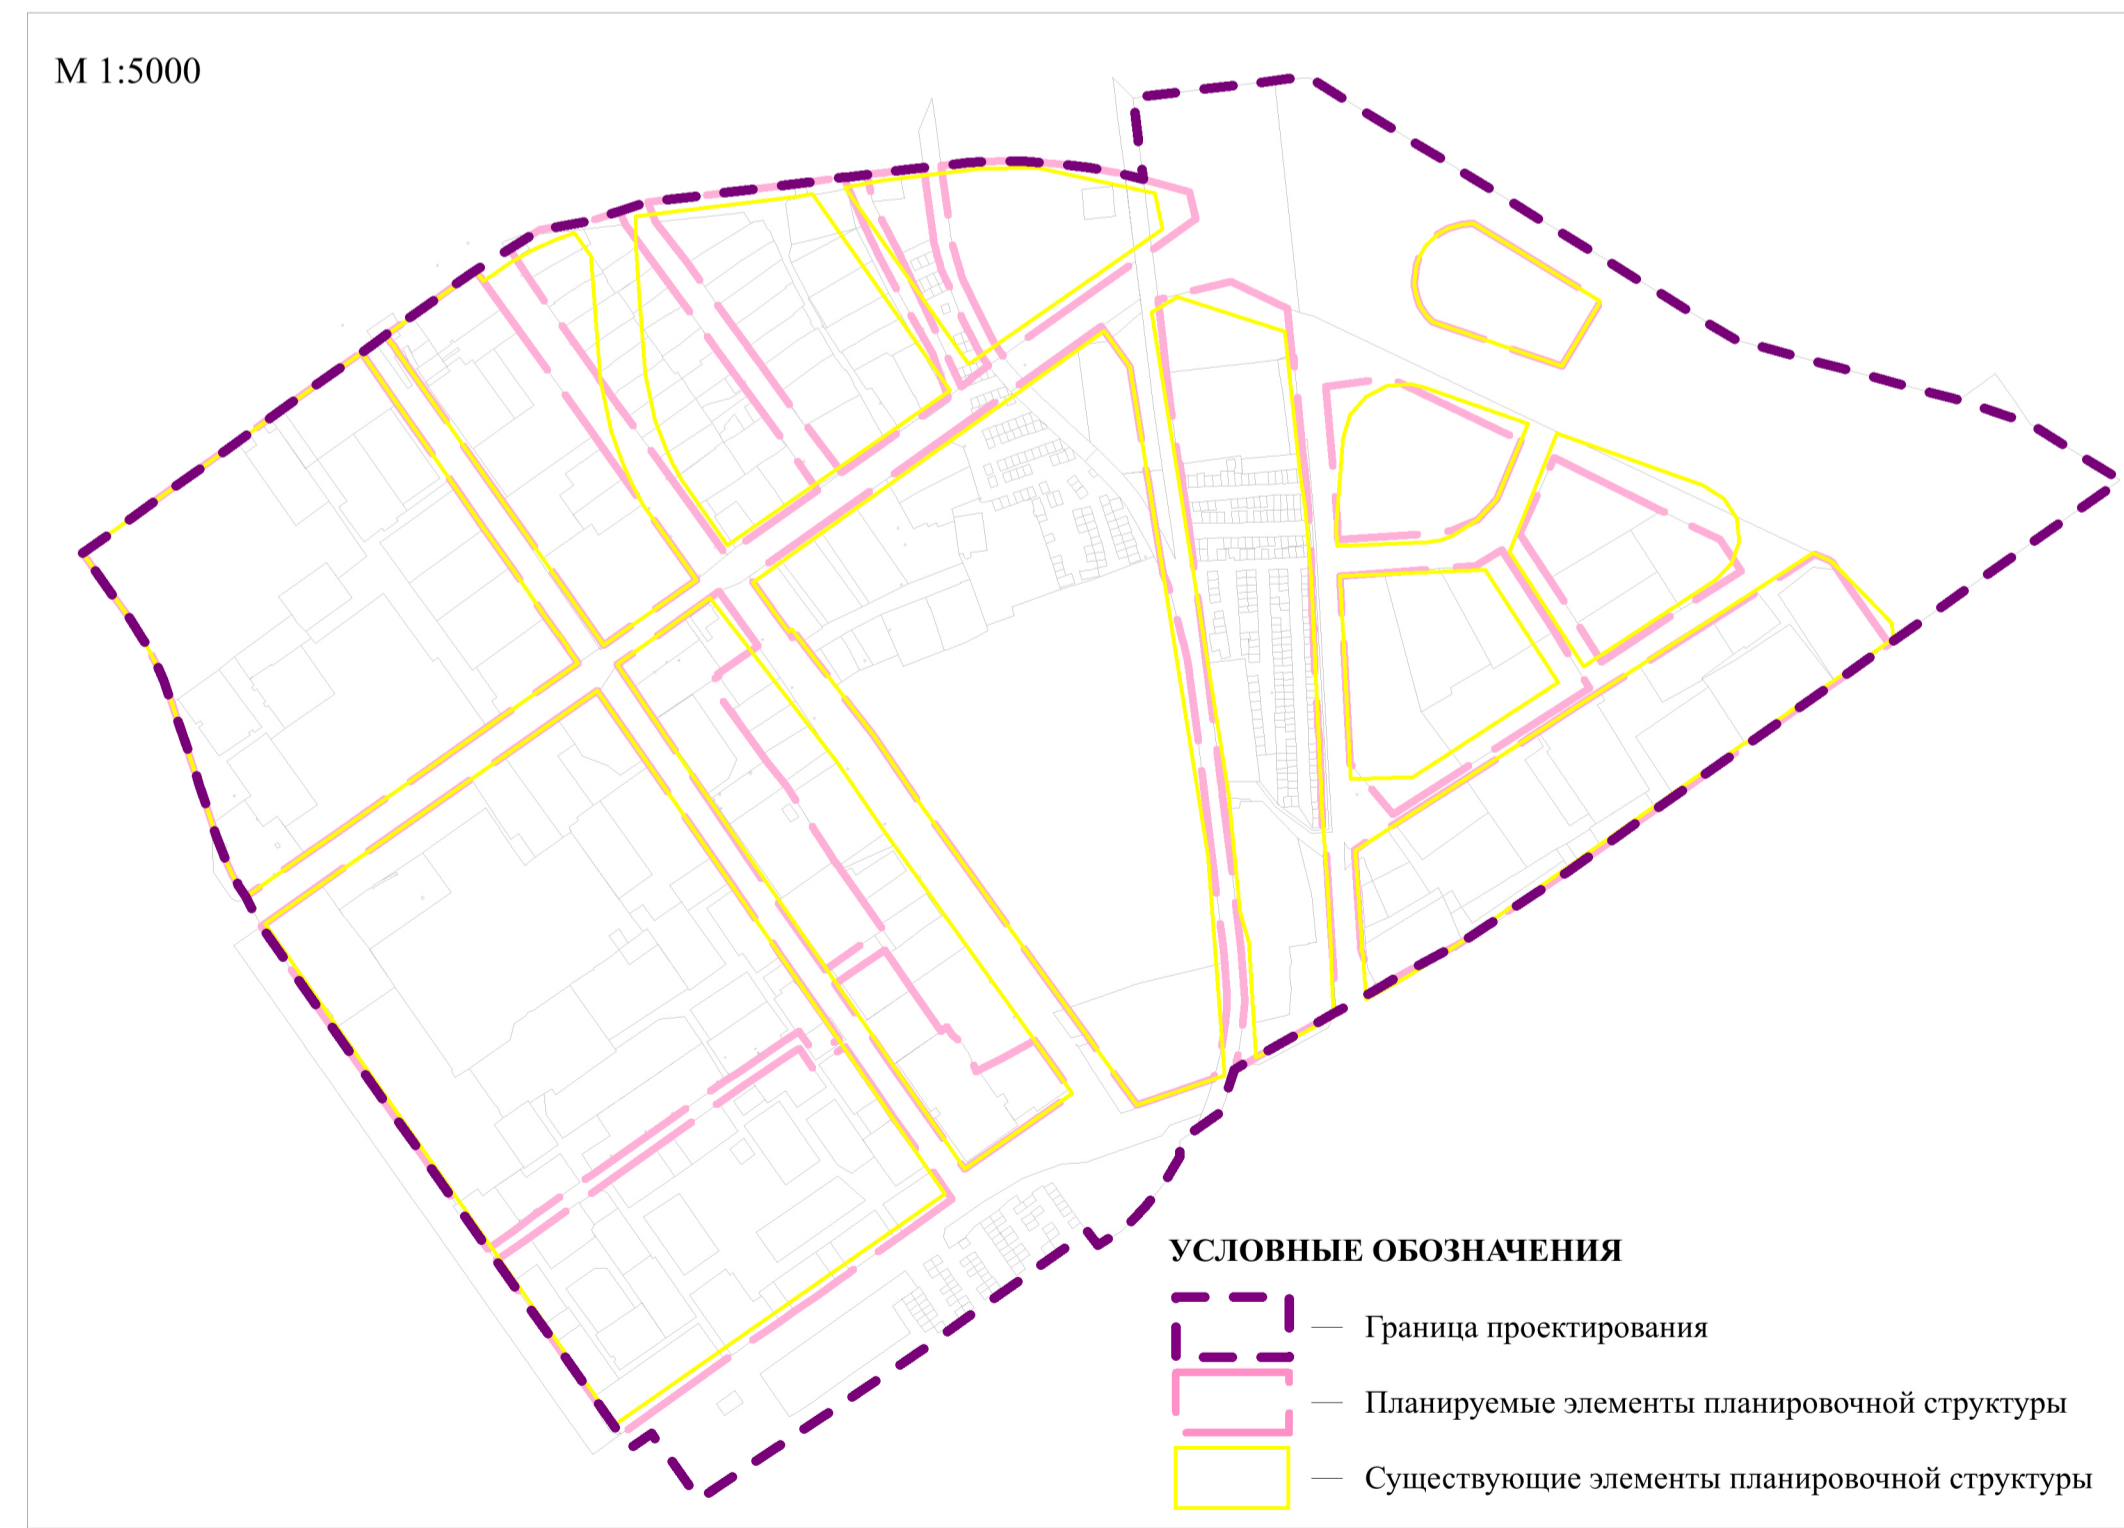 М 1:5000
УСЛОВНЫЕ ОБОЗНАЧЕНИЯ
Граница проектирования
Планируемые элементы планировочной структуры
Существующие элементы планировочной структуры